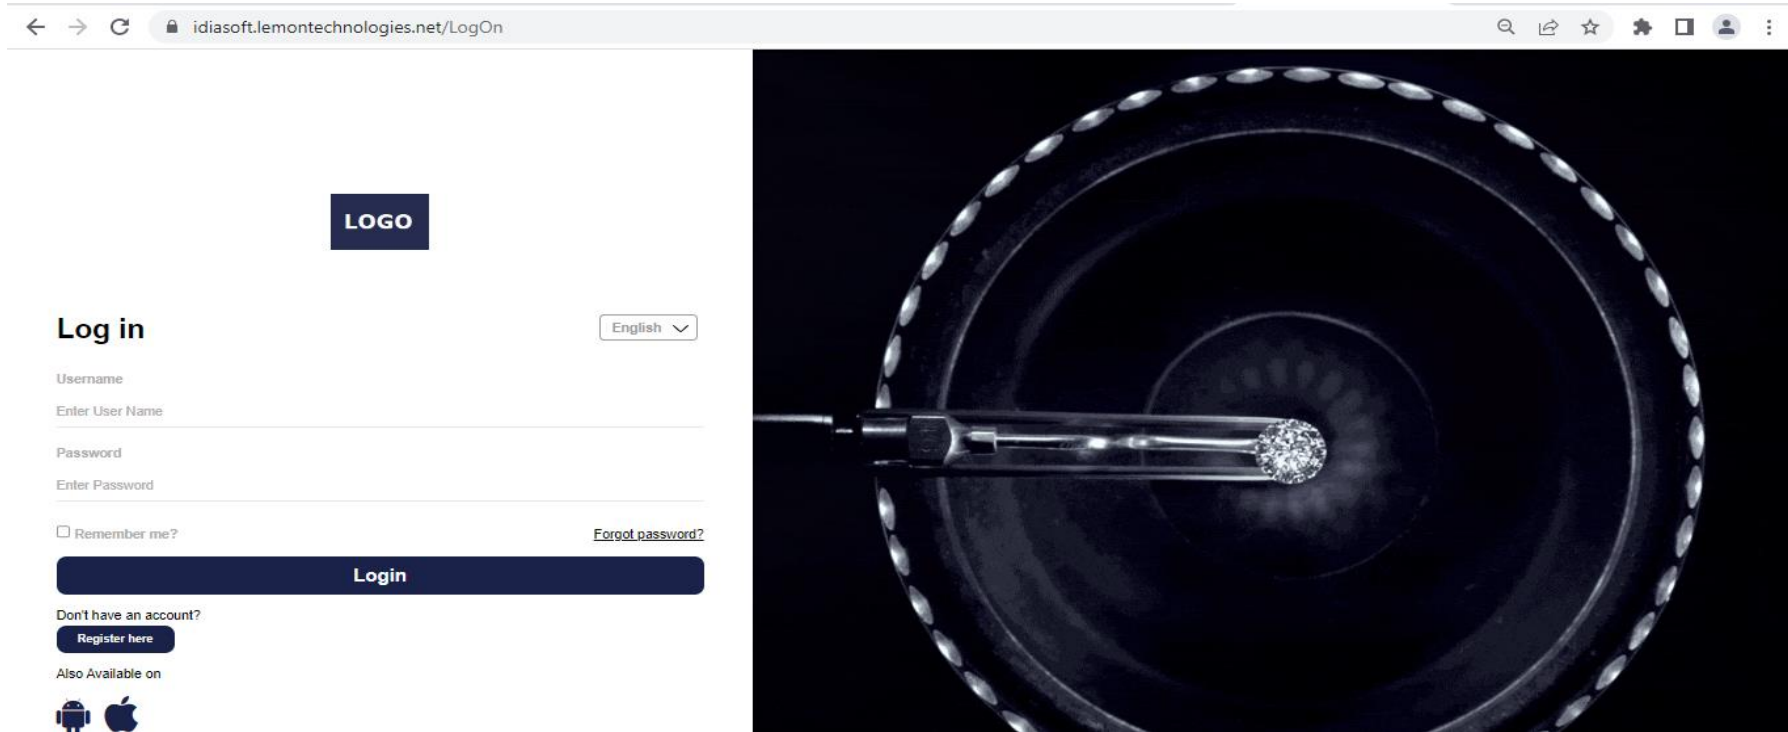 idiasoft.lemontechnologies.net/LogOn
LOGO
Log in
English
Username
Enter User Name
Password
Enter Password
Remember me?
Forgot password?
Login
Don't have an account?
Register here
Also Available on